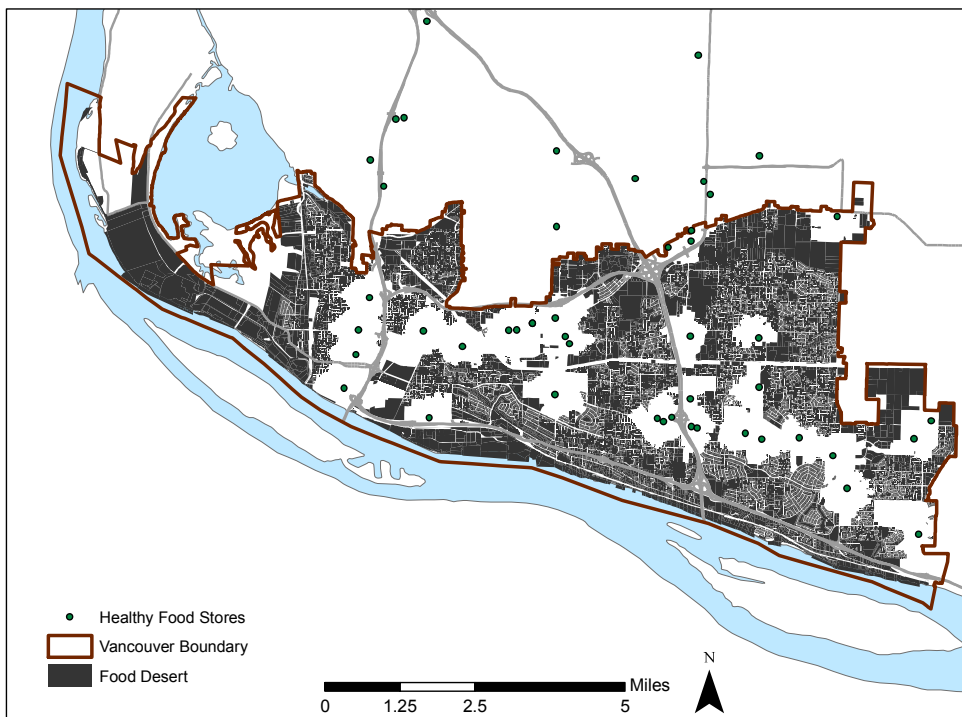 Healthy Food Stores
Vancouver Boundary
Food Desert
Miles
0 1.25 2.5 5
N